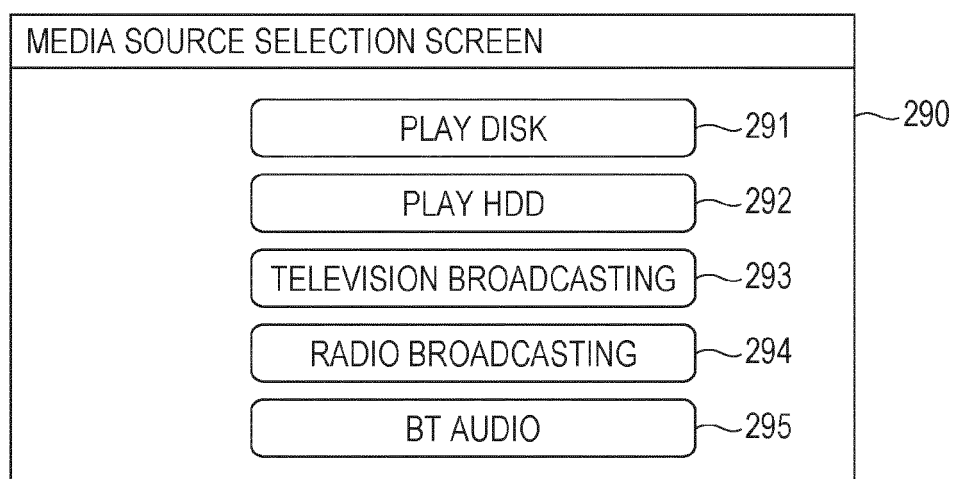 MEDIA SOURCE SELECTION SCREEN
290
PLAY DISK 291
PLAY HDD 292
TELEVISION BROADCASTING 293
RADIO BROADCASTING 294
BT AUDIO 295